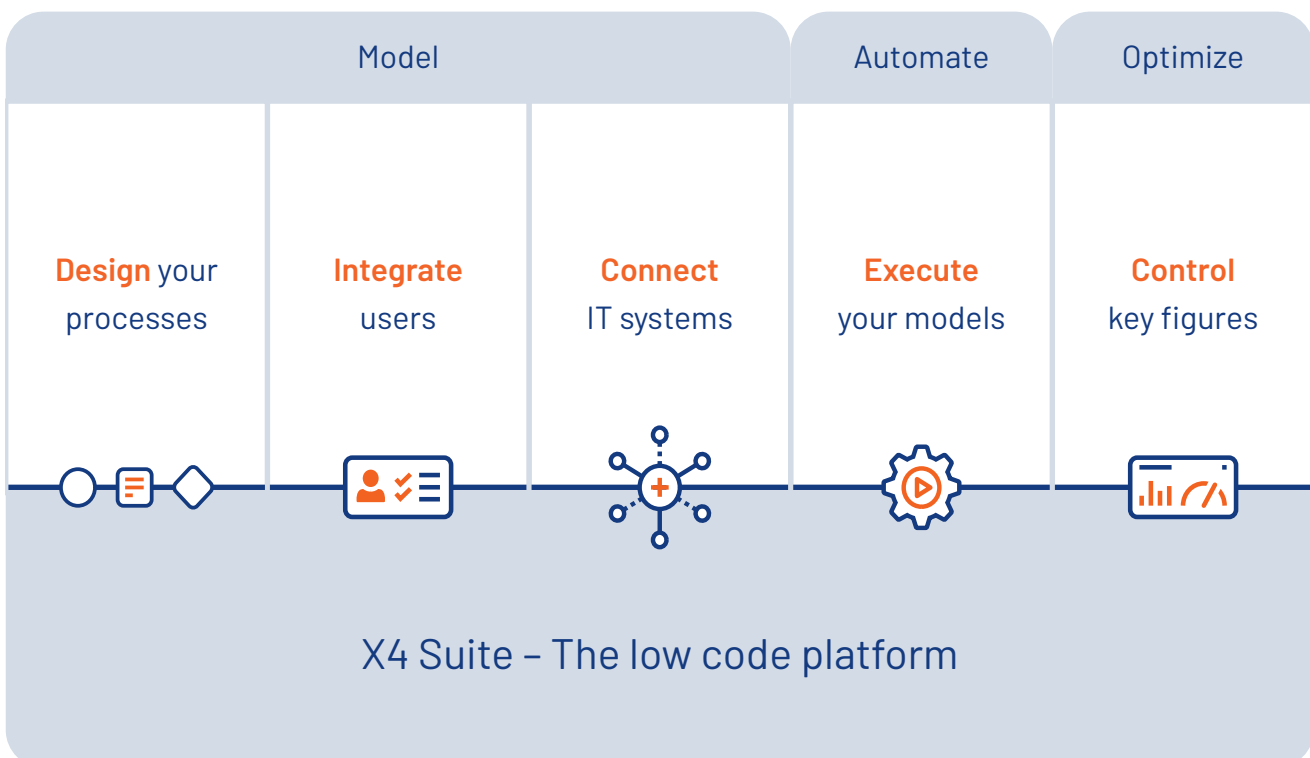 Model
Automate
Optimize
Design your
processes
Integrate
users
Connect
IT systems
Execute
your models
Control
key figures
X4 Suite – The low code platform